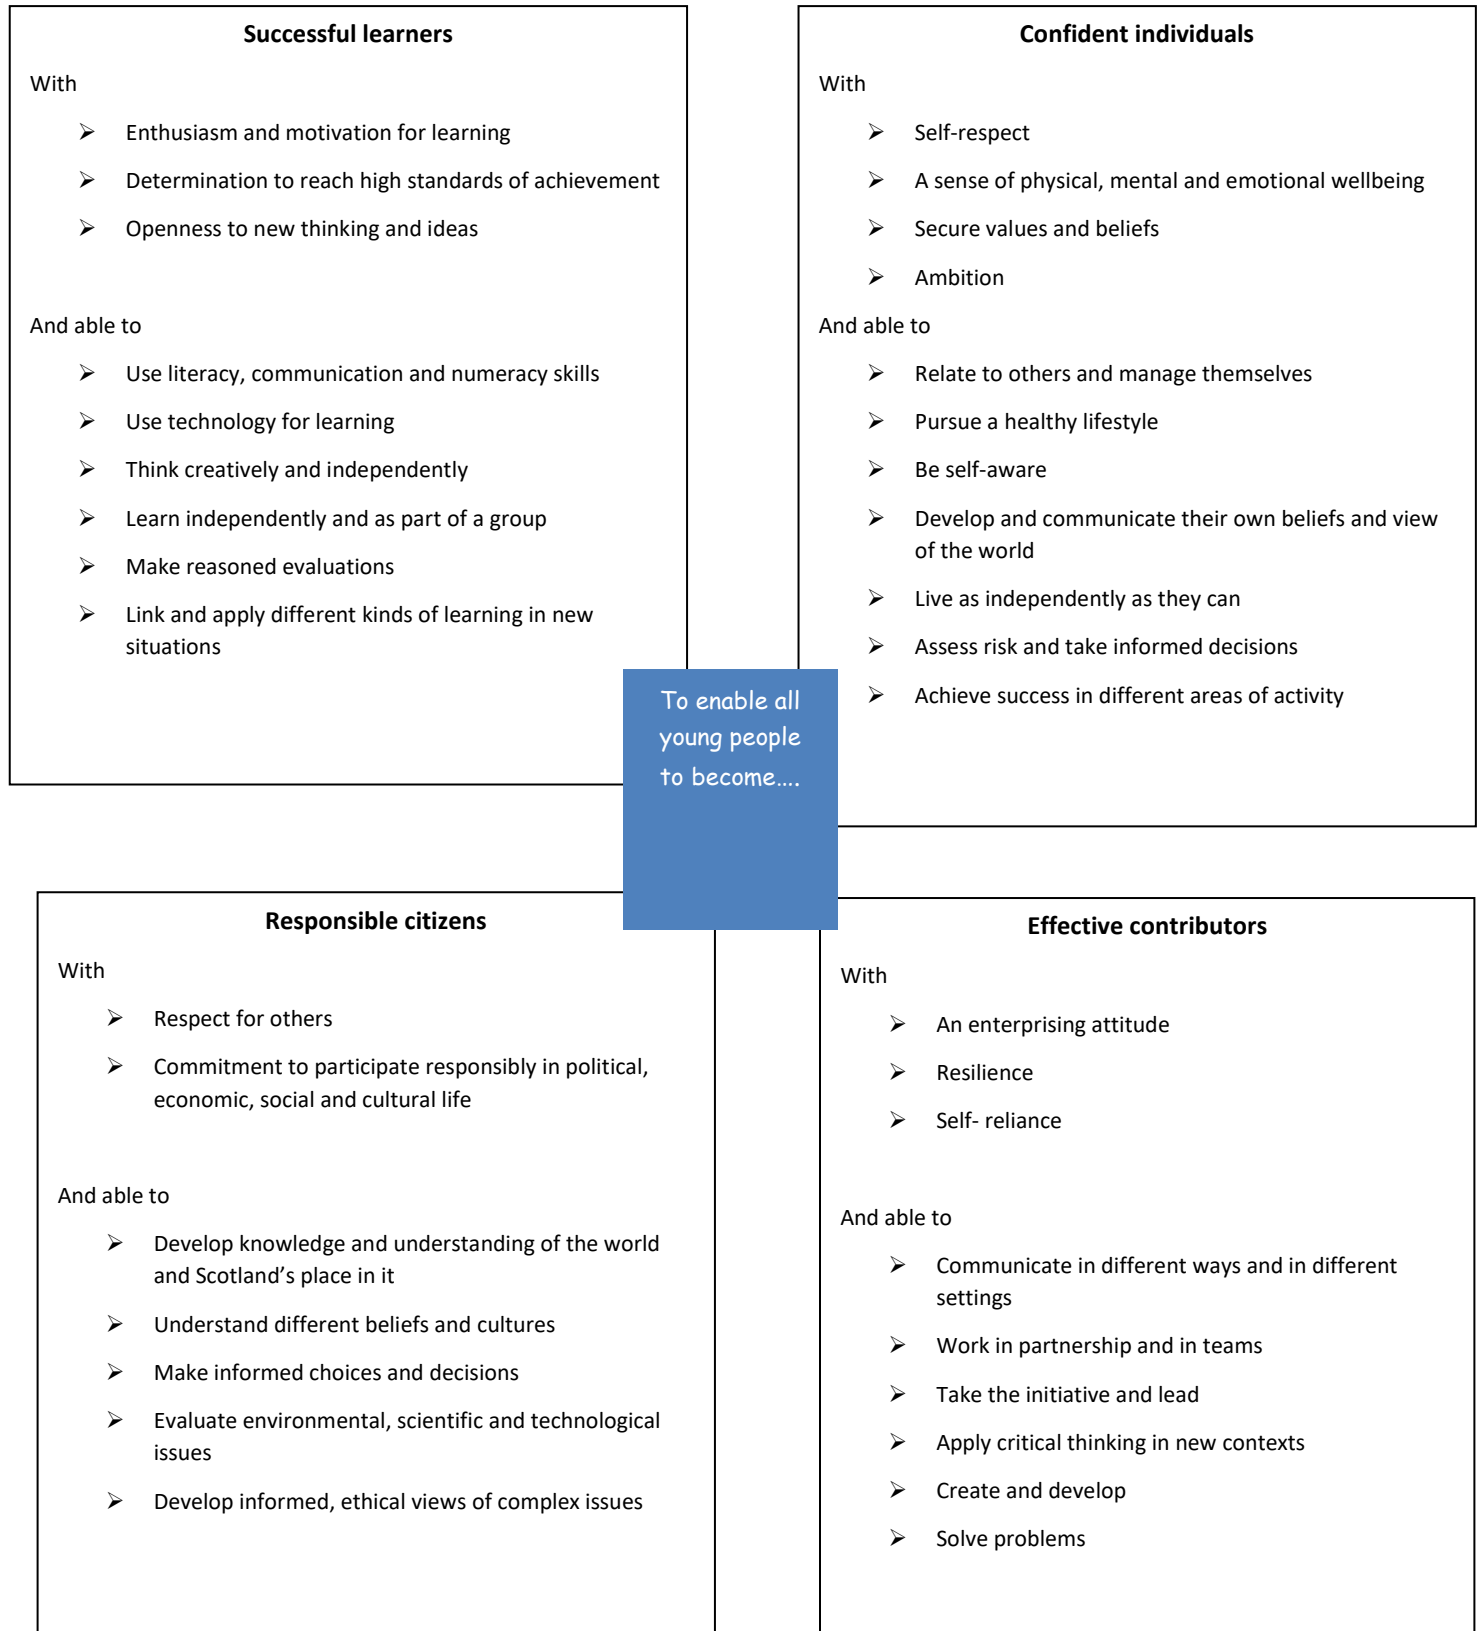 Successful learners
With
➢ Enthusiasm and motivation for learning
➢ Determination to reach high standards of achievement
➢ Openness to new thinking and ideas
And able to
➢ Use literacy, communication and numeracy skills
➢ Use technology for learning
➢ Think creatively and independently
➢ Learn independently and as part of a group
➢ Make reasoned evaluations
➢ Link and apply different kinds of learning in new
situations
Confident individuals
With
➢ Self-respect
➢ A sense of physical, mental and emotional wellbeing
➢ Secure values and beliefs
➢ Ambition
And able to
➢ Relate to others and manage themselves
➢ Pursue a healthy lifestyle
➢ Be self-aware
➢ Develop and communicate their own beliefs and view
of the world
➢ Live as independently as they can
➢ Assess risk and take informed decisions
➢ Achieve success in different areas of activity
To enable all
young people
to become....
Responsible citizens
With
➢ Respect for others
➢ Commitment to participate responsibly in political,
economic, social and cultural life
And able to
➢ Develop knowledge and understanding of the world
and Scotland’s place in it
➢ Understand different beliefs and cultures
➢ Make informed choices and decisions
➢ Evaluate environmental, scientific and technological
issues
➢ Develop informed, ethical views of complex issues
Effective contributors
With
➢ An enterprising attitude
➢ Resilience
➢ Self- reliance
And able to
➢ Communicate in different ways and in different
settings
➢ Work in partnership and in teams
➢ Take the initiative and lead
➢ Apply critical thinking in new contexts
➢ Create and develop
➢ Solve problems